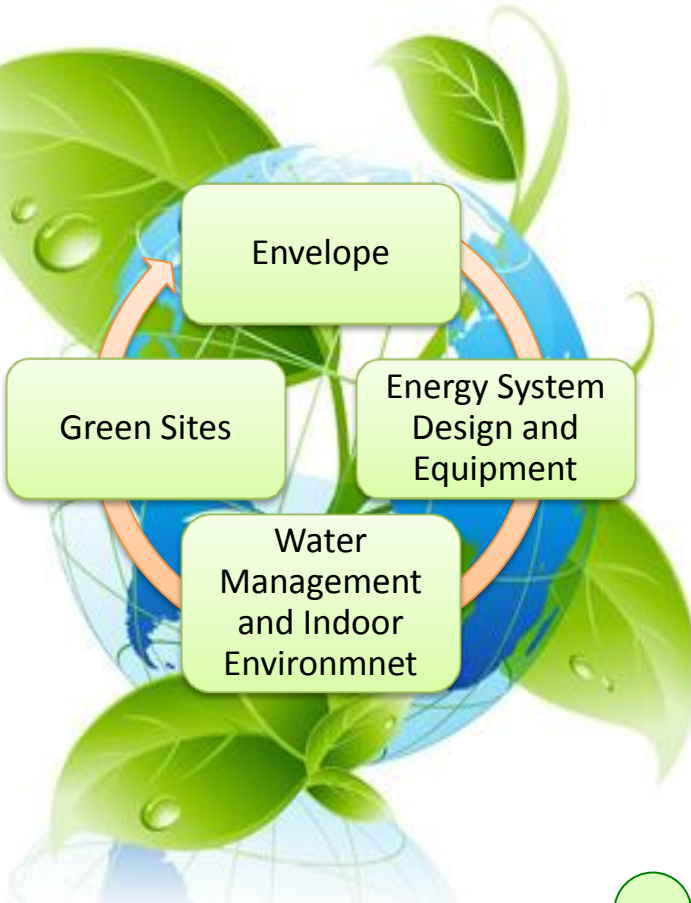 Envelope
Energy System
Design and
Equipment
Water
Management
and Indoor
Environmnet
Green Sites